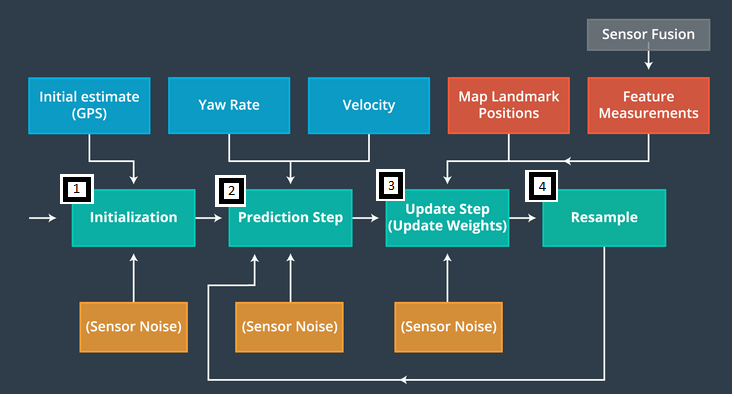 Sensor Fusion
Initial estimate
(GPS)
Yaw Rate
Velocity
Map Landmark
Positions
Feature
Measurements
1
2
3
4
Initialization
Prediction Step
Update Step
(Update Weights)
Resample
(Sensor Noise)
(Sensor Noise)
(Sensor Noise)